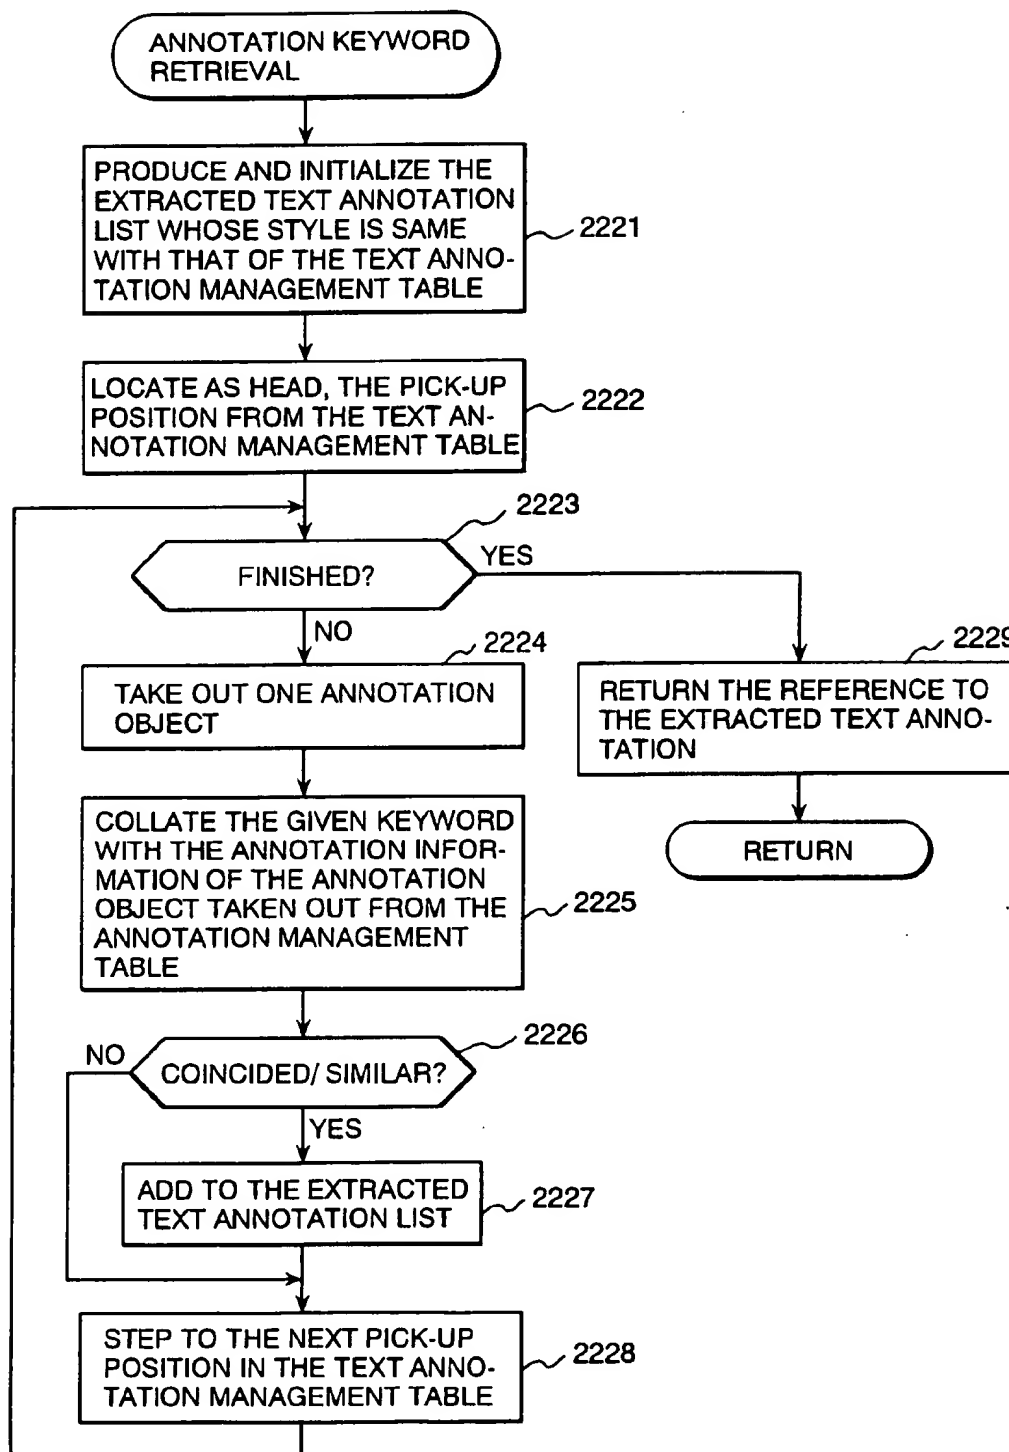 ANNOTATION KEYWORD
RETRIEVAL
PRODUCE AND INITIALIZE THE
EXTRACTED TEXT ANNOTATION
LIST WHOSE STYLE IS SAME
WITH THAT OF THE TEXT ANNO-
TATION MANAGEMENT TABLE
2221
LOCATE AS HEAD, THE PICK-UP
POSITION FROM THE TEXT AN-
NOTATION MANAGEMENT TABLE
2222
2223
FINISHED?
YES
NO
2224
TAKE OUT ONE ANNOTATION
OBJECT
2229
RETURN THE REFERENCE TO
THE EXTRACTED TEXT ANNO-
TATION
RETURN
COLLATE THE GIVEN KEYWORD
WITH THE ANNOTATION INFOR-
MATION OF THE ANNOTATION
OBJECT TAKEN OUT FROM THE
ANNOTATION MANAGEMENT
TABLE
2225
2226
NO
COINCIDED/ SIMILAR?
YES
ADD TO THE EXTRACTED
TEXT ANNOTATION LIST
2227
STEP TO THE NEXT PICK-UP
POSITION IN THE TEXT ANNO-
TATION MANAGEMENT TABLE
2228